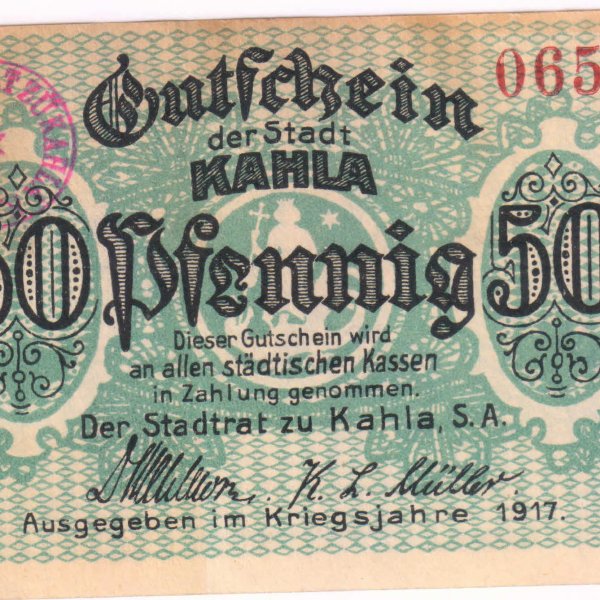 Gutschein
065
der Stadt
KAHLA
50 Pfennig 50
Dieser Gutschein wird
an allen städtischen Kassen
in Zahlung genommen.
Der Stadtrat zu Kahla, S.A.
K. L. Müller.
Ausgegeben im Kriegsjahre 1917.